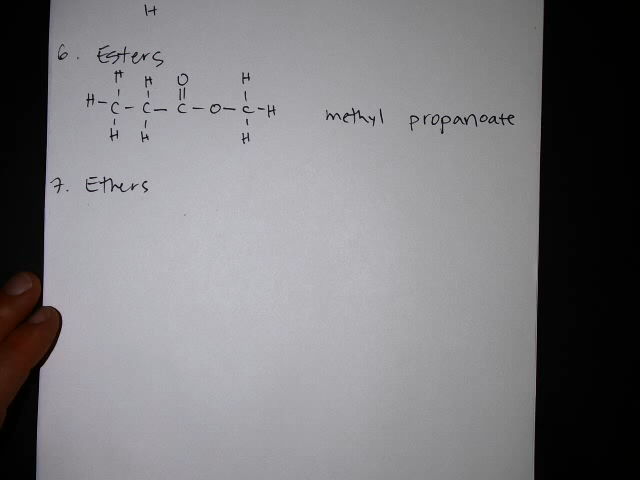 H
6. Esters
H H O H
H-C-C-C-O-C-H methyl propanoate
H H H
7. Ethers